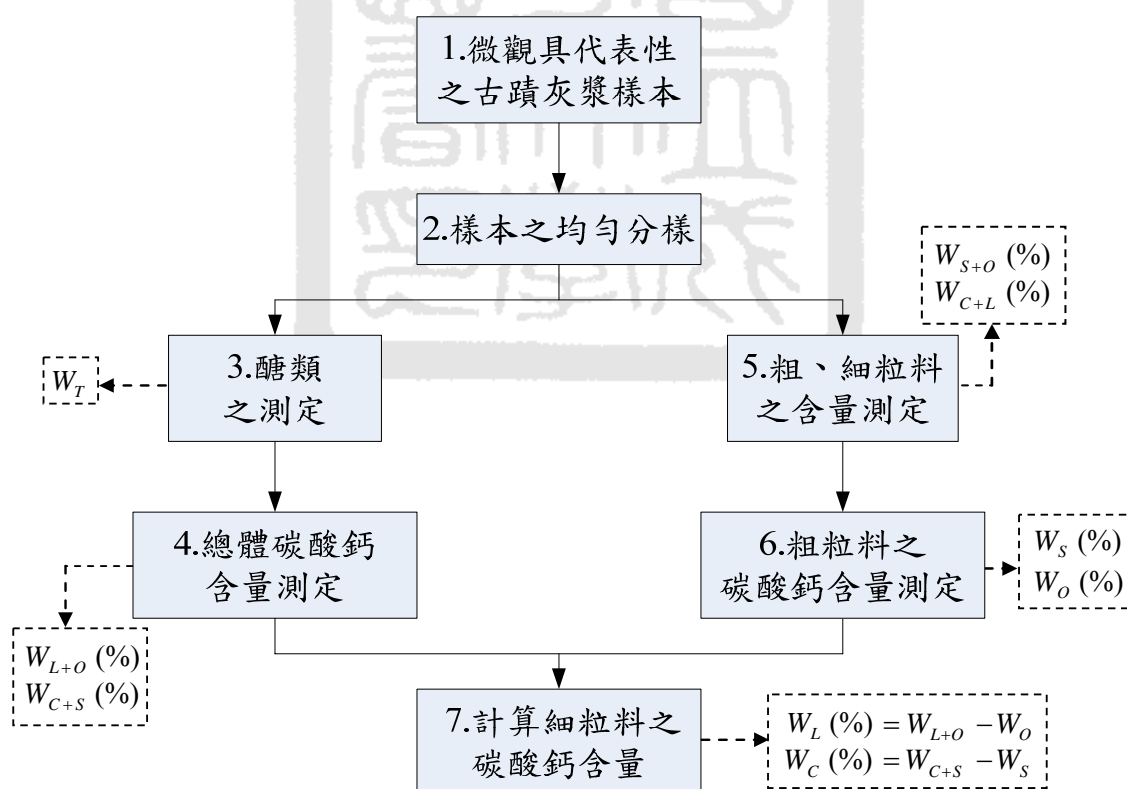 1.微觀具代表性
之古蹟灰漿樣本
2.樣本之均勻分樣
W_{S+O} (%)
W_{C+L} (%)
3.醣類
之測定
W_T
5.粗、細粒料
之含量測定
4.總體碳酸鈣
含量測定
W_{L+O} (%)
W_{C+S} (%)
6.粗粒料之
碳酸鈣含量測定
W_S (%)
W_O (%)
7.計算細粒料之
碳酸鈣含量
W_L (%) = W_{L+O} − W_O
W_C (%) = W_{C+S} − W_S